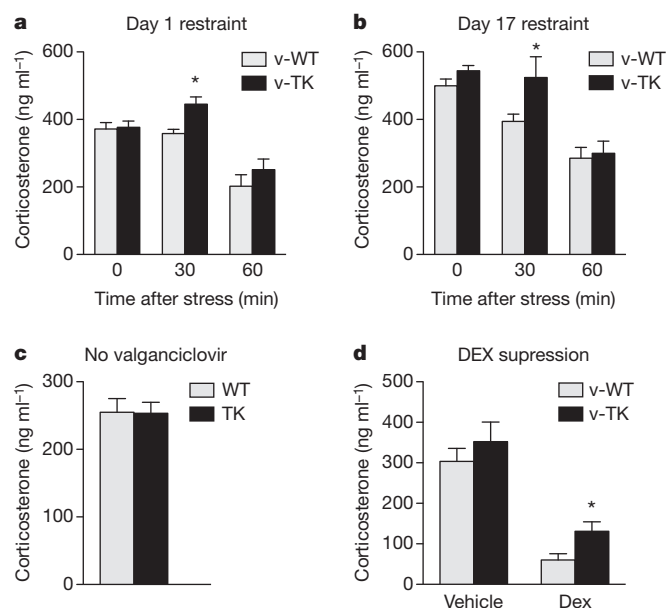 a Day 1 restraint
Corticosterone (ng ml⁻¹)
600
400
200
0
v-WT
v-TK
*
0 30 60
Time after stress (min)
b Day 17 restraint
Corticosterone (ng ml⁻¹)
600
400
200
0
v-WT
v-TK
*
0 30 60
Time after stress (min)
c No valganciclovir
Corticosterone (ng ml⁻¹)
300
200
100
0
WT
TK
d DEX supression
Corticosterone (ng ml⁻¹)
500
400
300
200
100
0
v-WT
v-TK
*
Vehicle Dex